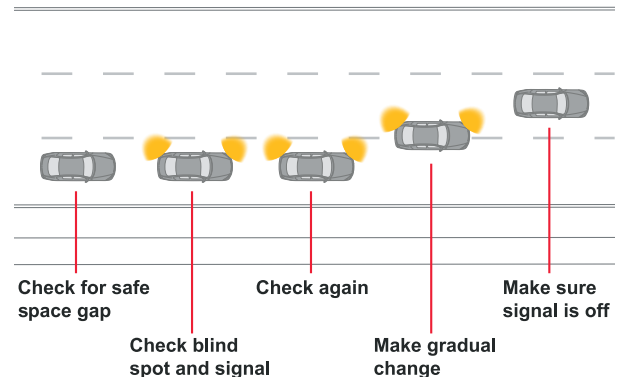 Check for safe
space gap
Check blind
spot and signal
Check again
Make gradual
change
Make sure
signal is off